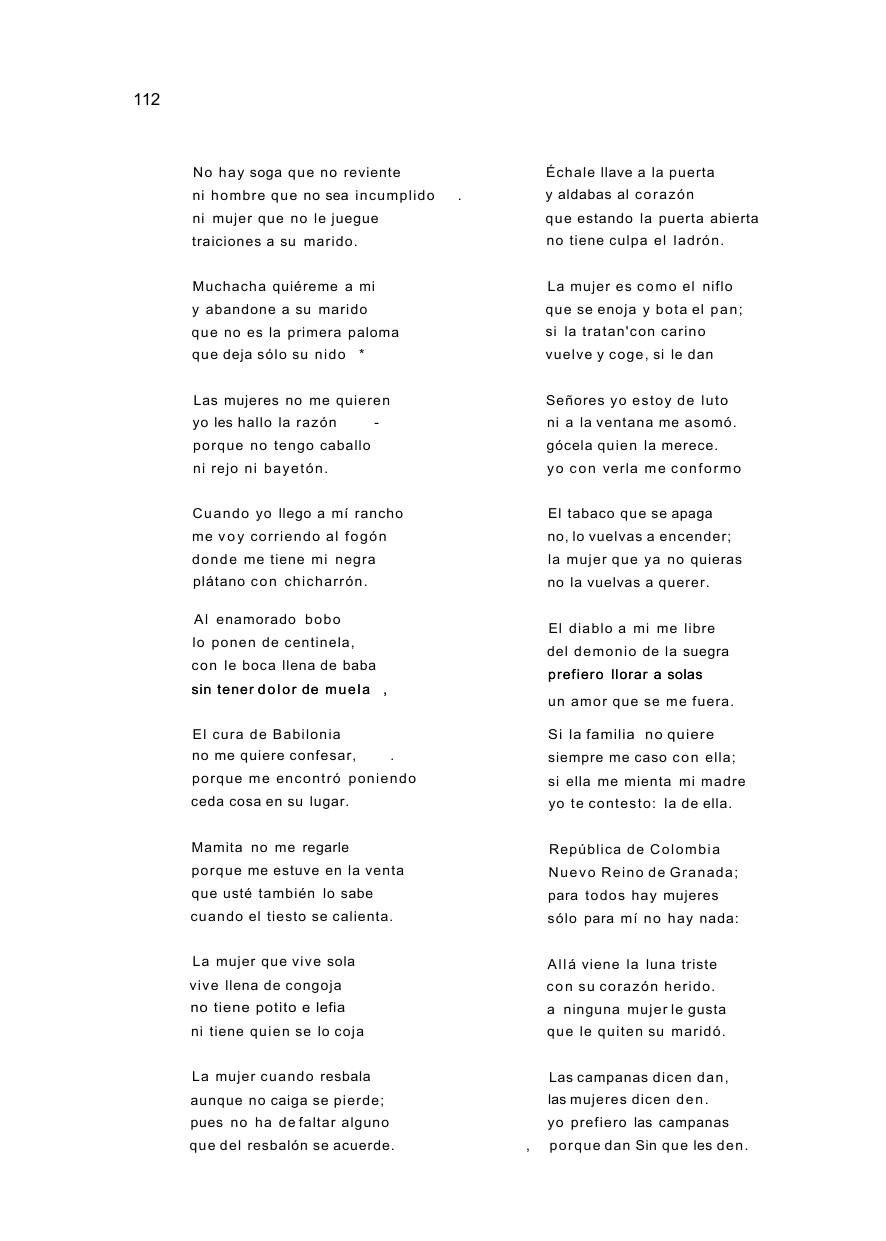 112
No hay soga que no reviente
ni hombre que no sea incumplido .
ni mujer que no le juegue
traiciones a su marido.
Muchacha quiéreme a mi
y abandone a su marido
que no es la primera paloma
que deja sólo su nido *
Las mujeres no me quieren
yo les hallo la razón -
porque no tengo caballo
ni rejo ni bayetón.
Cuando yo llego a mí rancho
me voy corriendo al fogón
donde me tiene mi negra
plátano con chicharrón.
Al enamorado bobo
lo ponen de centinela,
con le boca llena de baba
sin tener dolor de muela ,
El cura de Babilonia
no me quiere confesar, .
porque me encontró poniendo
ceda cosa en su lugar.
Mamita no me regarle
porque me estuve en la venta
que usté también lo sabe
cuando el tiesto se calienta.
La mujer que vive sola
vive llena de congoja
no tiene potito e lefia
ni tiene quien se lo coja
La mujer cuando resbala
aunque no caiga se pierde;
pues no ha de faltar alguno
que del resbalón se acuerde.
Échale llave a la puerta
y aldabas al corazón
que estando la puerta abierta
no tiene culpa el ladrón.
La mujer es como el niflo
que se enoja y bota el pan;
si la tratan'con carino
vuelve y coge, si le dan
Señores yo estoy de luto
ni a la ventana me asomó.
gócela quien la merece.
yo con verla me conformo
El tabaco que se apaga
no, lo vuelvas a encender;
la mujer que ya no quieras
no la vuelvas a querer.
El diablo a mi me libre
del demonio de la suegra
prefiero llorar a solas
un amor que se me fuera.
Si la familia no quiere
siempre me caso con ella;
si ella me mienta mi madre
yo te contesto: la de ella.
República de Colombia
Nuevo Reino de Granada;
para todos hay mujeres
sólo para mí no hay nada:
Allá viene la luna triste
con su corazón herido.
a ninguna mujer le gusta
que le quiten su maridó.
Las campanas dicen dan,
las mujeres dicen den.
yo prefiero las campanas
, porque dan Sin que les den.